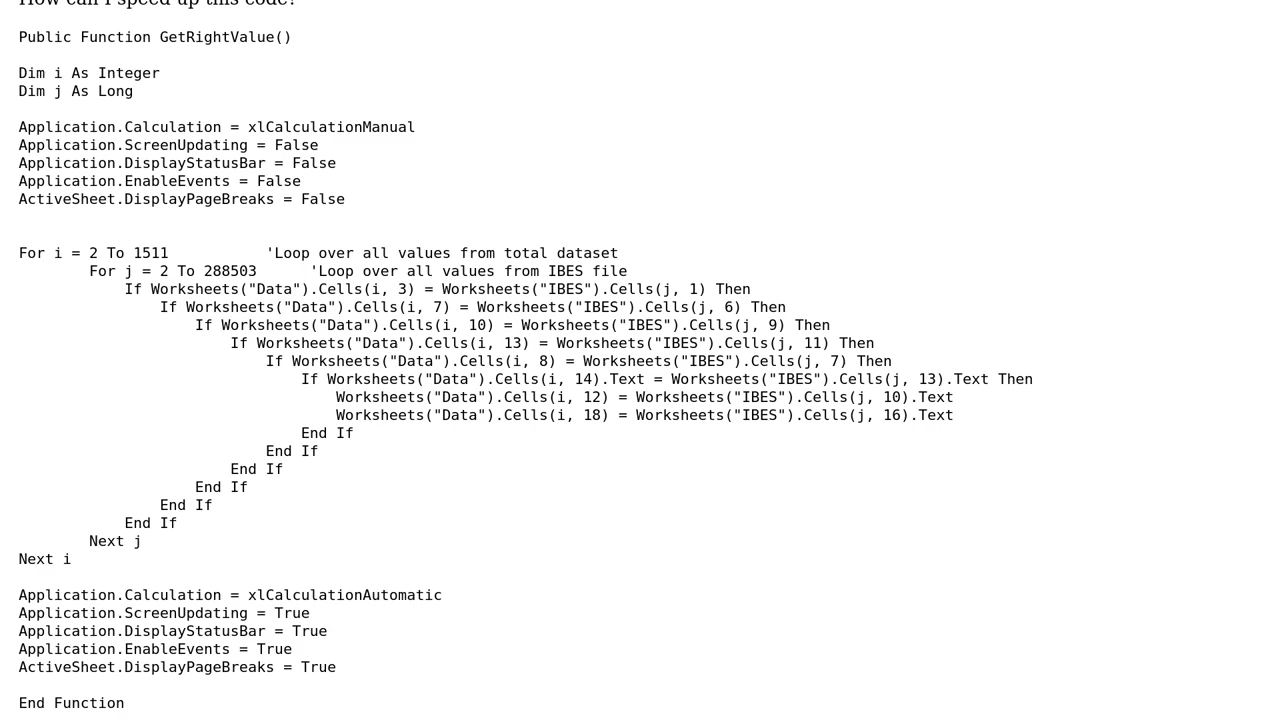 How can I speed up this code?
Public Function GetRightValue()
Dim i As Integer
Dim j As Long
Application.Calculation = xlCalculationManual
Application.ScreenUpdating = False
Application.DisplayStatusBar = False
Application.EnableEvents = False
ActiveSheet.DisplayPageBreaks = False
For i = 2 To 1511           'Loop over all values from total dataset
        For j = 2 To 288503      'Loop over all values from IBES file
            If Worksheets("Data").Cells(i, 3) = Worksheets("IBES").Cells(j, 1) Then
                If Worksheets("Data").Cells(i, 7) = Worksheets("IBES").Cells(j, 6) Then
                    If Worksheets("Data").Cells(i, 10) = Worksheets("IBES").Cells(j, 9) Then
                        If Worksheets("Data").Cells(i, 13) = Worksheets("IBES").Cells(j, 11) Then
                            If Worksheets("Data").Cells(i, 8) = Worksheets("IBES").Cells(j, 7) Then
                                If Worksheets("Data").Cells(i, 14).Text = Worksheets("IBES").Cells(j, 13).Text Then
                                    Worksheets("Data").Cells(i, 12) = Worksheets("IBES").Cells(j, 10).Text
                                    Worksheets("Data").Cells(i, 18) = Worksheets("IBES").Cells(j, 16).Text
                                End If
                            End If
                        End If
                    End If
                End If
            End If
        Next j
Next i
Application.Calculation = xlCalculationAutomatic
Application.ScreenUpdating = True
Application.DisplayStatusBar = True
Application.EnableEvents = True
ActiveSheet.DisplayPageBreaks = True
End Function